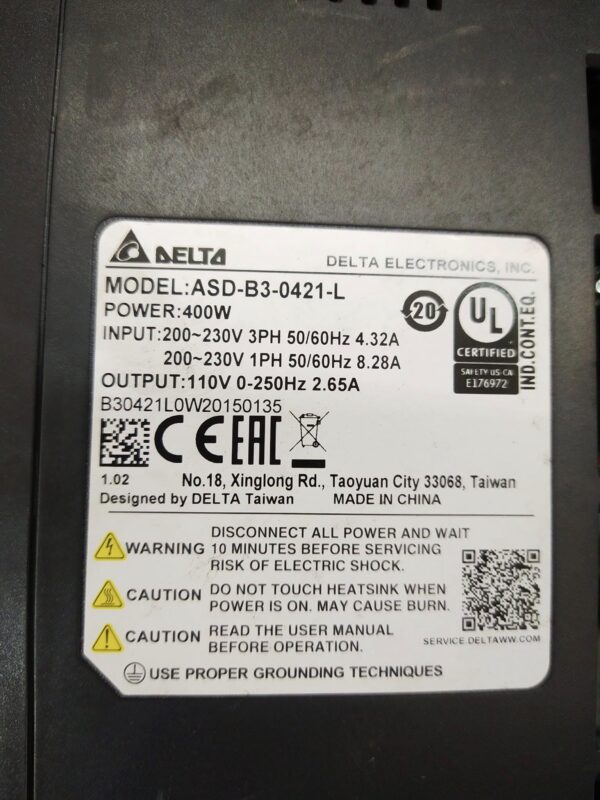 DELTA
DELTA ELECTRONICS, INC.
MODEL:ASD-B3-0421-L
POWER:400W
INPUT:200~230V 3PH 50/60Hz 4.32A
200~230V 1PH 50/60Hz 8.28A
OUTPUT:110V 0-250Hz 2.65A
B30421L0W20150135
20
UL
CERTIFIED
SAFETY US-CA
E176972
IND.CONT.EQ.
CE EAC
1.02
No.18, Xinglong Rd., Taoyuan City 33068, Taiwan
Designed by DELTA Taiwan MADE IN CHINA
WARNING
DISCONNECT ALL POWER AND WAIT
10 MINUTES BEFORE SERVICING
RISK OF ELECTRIC SHOCK.
CAUTION
DO NOT TOUCH HEATSINK WHEN
POWER IS ON. MAY CAUSE BURN.
CAUTION
READ THE USER MANUAL
BEFORE OPERATION.
SERVICE.DELTAWW.COM
USE PROPER GROUNDING TECHNIQUES